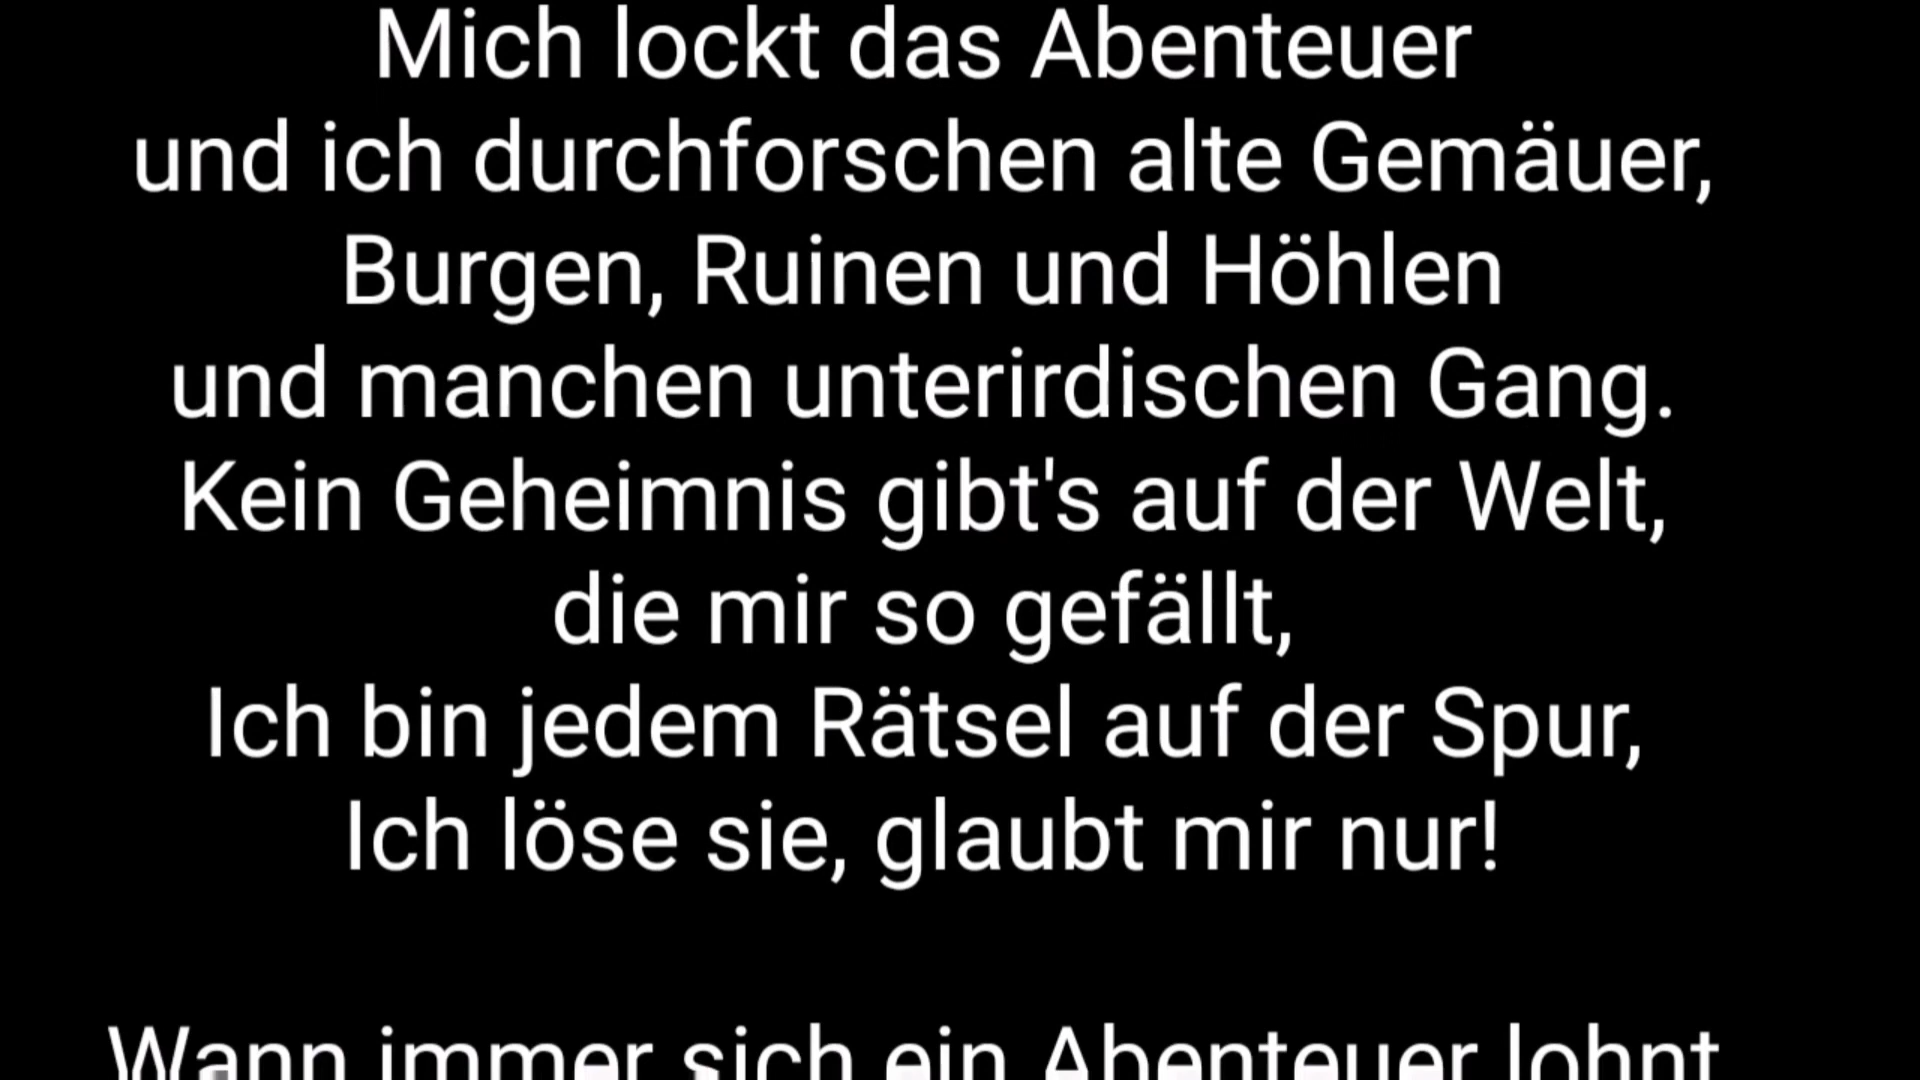 Mich lockt das Abenteuer
und ich durchforschen alte Gemäuer,
Burgen, Ruinen und Höhlen
und manchen unterirdischen Gang.
Kein Geheimnis gibt's auf der Welt,
die mir so gefällt,
Ich bin jedem Rätsel auf der Spur,
Ich löse sie, glaubt mir nur!
Wann immer sich ein Abenteuer lohnt